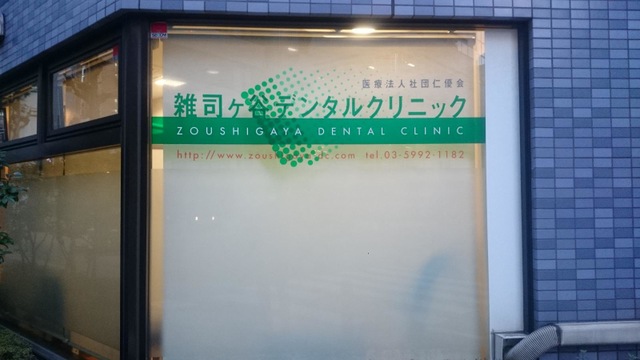 医療法人社団仁優会
雑司ヶ谷デンタルクリニック
ZOUSHIGAYA DENTAL CLINIC
tel.03-5992-1182